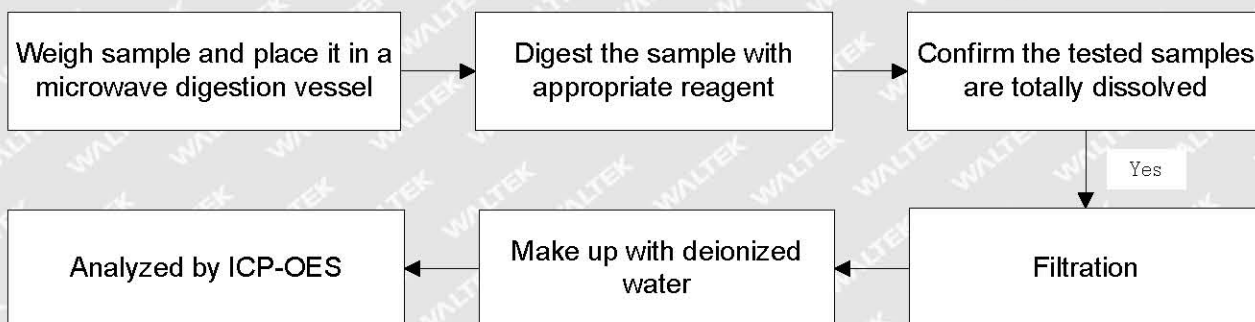 Weigh sample and place it in a
microwave digestion vessel
Digest the sample with
appropriate reagent
Confirm the tested samples
are totally dissolved
Yes
Filtration
Make up with deionized
water
Analyzed by ICP-OES
WALTEK